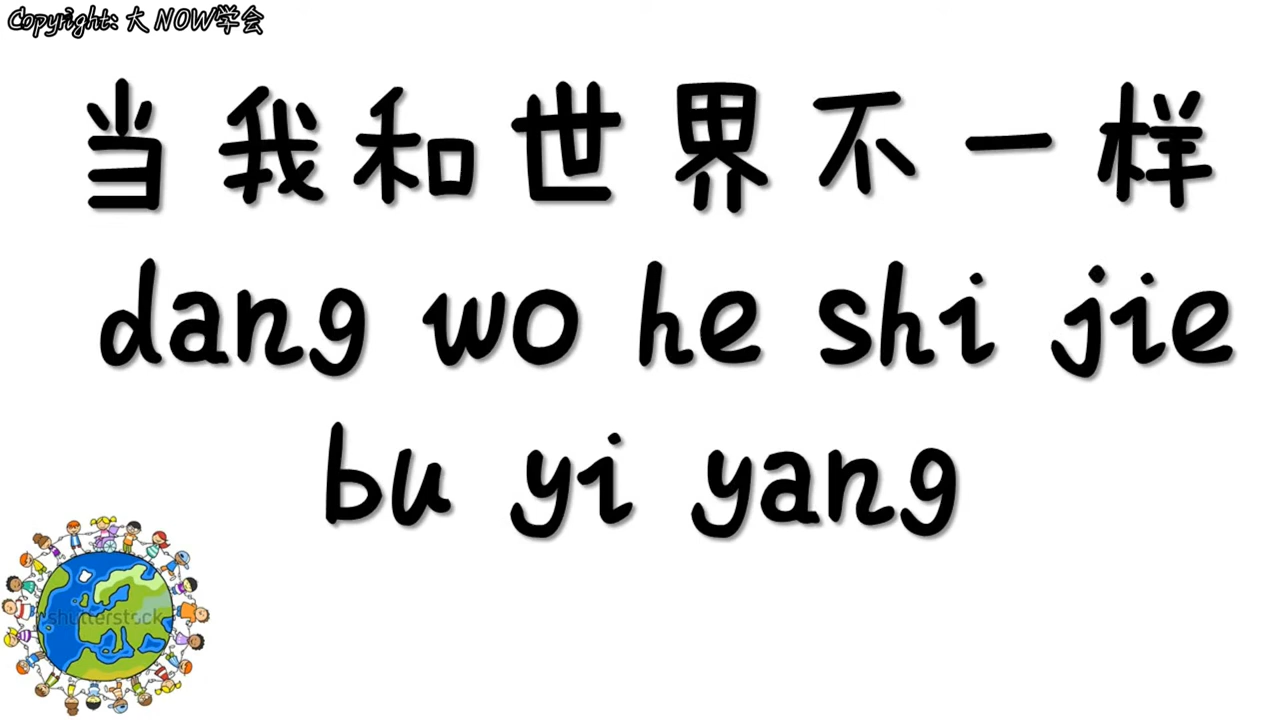 Copyright: 大 NOW学会
当我和世界不一样
dang wo he shi jie
bu yi yang
shutterstock